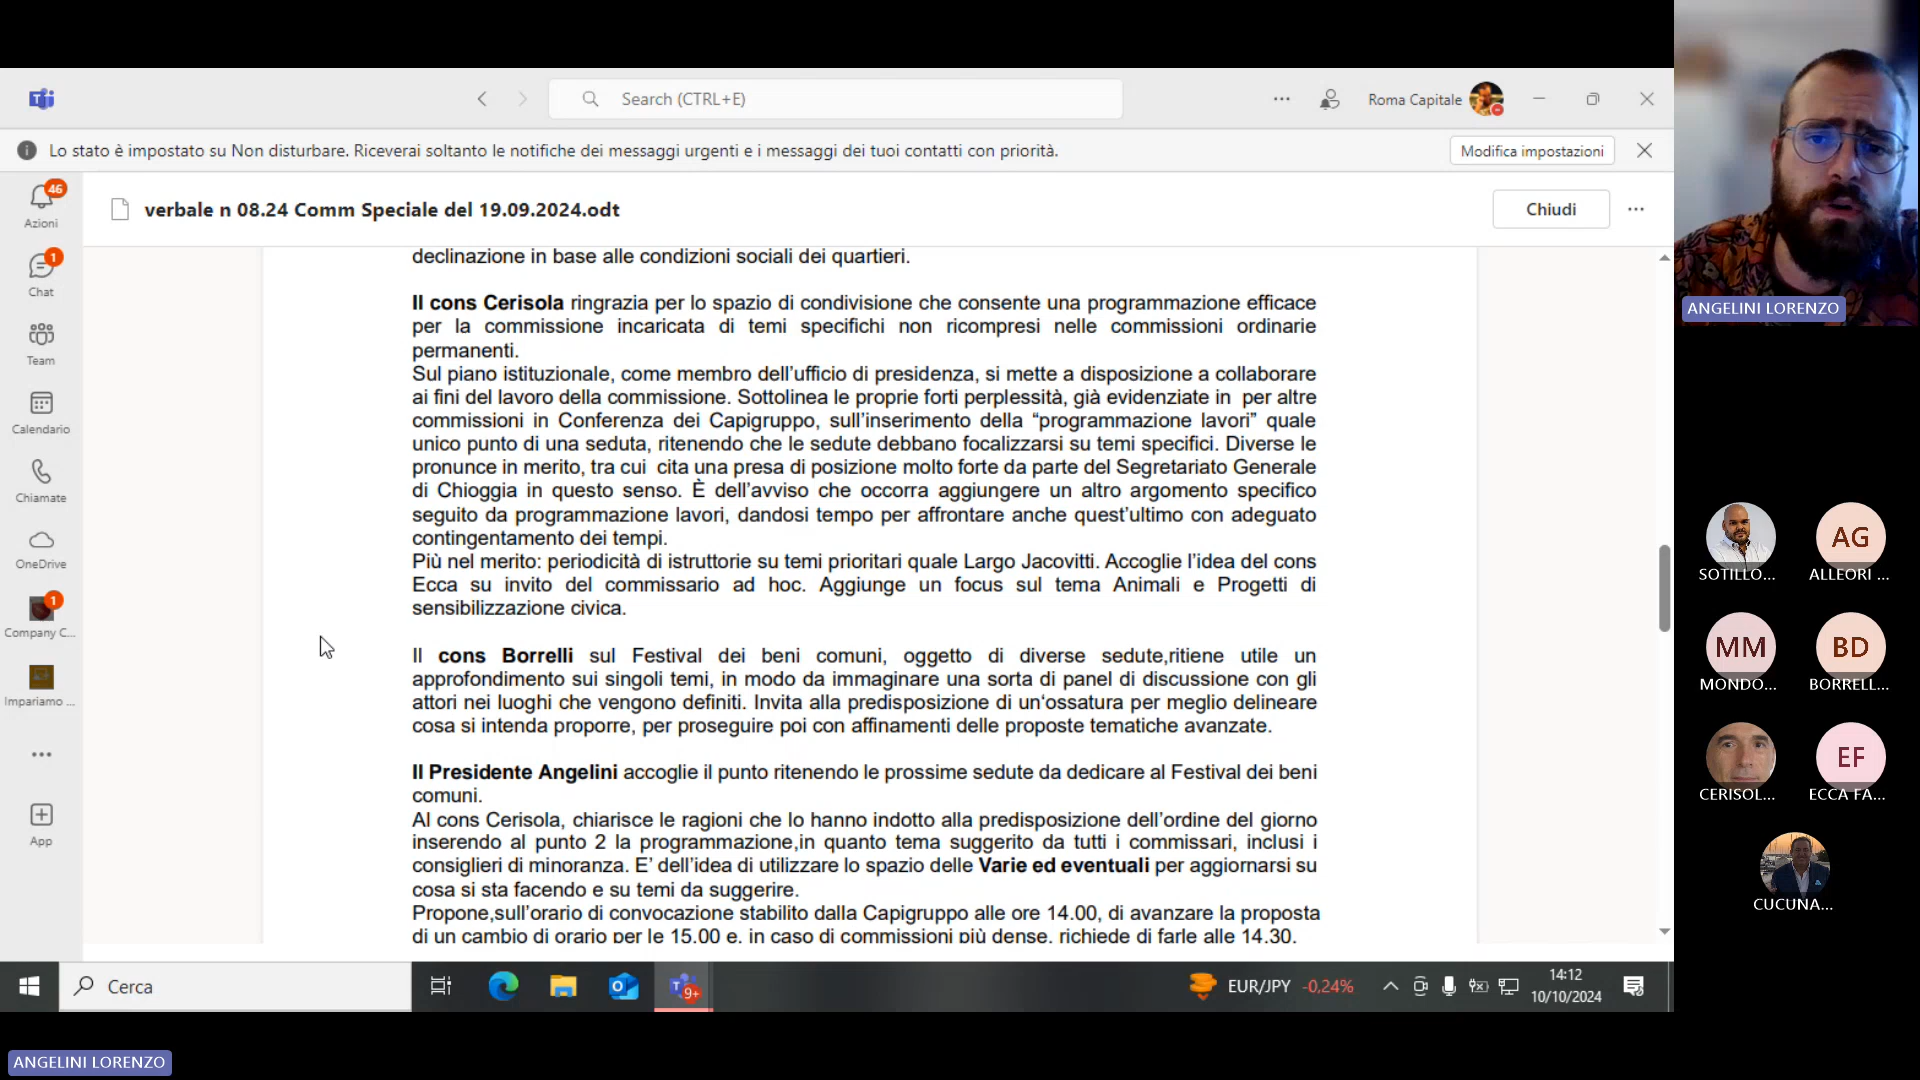 Search (CTRL+E)
Roma Capitale
Lo stato è impostato su Non disturbare. Riceverai soltanto le notifiche dei messaggi urgenti e i messaggi dei tuoi contatti con priorità.
Modifica impostazioni
46
Azioni
1
Chat
Team
Calendario
Chiamate
OneDrive
1
Company C...
Impariamo ...
App
verbale n 08.24 Comm Speciale del 19.09.2024.odt
Chiudi
declinazione in base alle condizioni sociali dei quartieri.
Il cons Cerisola ringrazia per lo spazio di condivisione che consente una programmazione efficace
per la commissione incaricata di temi specifichi non ricompresi nelle commissioni ordinarie
permanenti.
Sul piano istituzionale, come membro dell’ufficio di presidenza, si mette a disposizione a collaborare
ai fini del lavoro della commissione. Sottolinea le proprie forti perplessità, già evidenziate in per altre
commissioni in Conferenza dei Capigruppo, sull’inserimento della “programmazione lavori” quale
unico punto di una seduta, ritenendo che le sedute debbano focalizzarsi su temi specifici. Diverse le
pronunce in merito, tra cui cita una presa di posizione molto forte da parte del Segretariato Generale
di Chioggia in questo senso. È dell’avviso che occorra aggiungere un altro argomento specifico
seguito da programmazione lavori, dandosi tempo per affrontare anche quest’ultimo con adeguato
contingentamento dei tempi.
Più nel merito: periodicità di istruttorie su temi prioritari quale Largo Jacovitti. Accoglie l’idea del cons
Ecca su invito del commissario ad hoc. Aggiunge un focus sul tema Animali e Progetti di
sensibilizzazione civica.
Il cons Borrelli sul Festival dei beni comuni, oggetto di diverse sedute,ritiene utile un
approfondimento sui singoli temi, in modo da immaginare una sorta di panel di discussione con gli
attori nei luoghi che vengono definiti. Invita alla predisposizione di un‘ossatura per meglio delineare
cosa si intenda proporre, per proseguire poi con affinamenti delle proposte tematiche avanzate.
Il Presidente Angelini accoglie il punto ritenendo le prossime sedute da dedicare al Festival dei beni
comuni.
Al cons Cerisola, chiarisce le ragioni che lo hanno indotto alla predisposizione dell’ordine del giorno
inserendo al punto 2 la programmazione,in quanto tema suggerito da tutti i commissari, inclusi i
consiglieri di minoranza. E’ dell’idea di utilizzare lo spazio delle Varie ed eventuali per aggiornarsi su
cosa si sta facendo e su temi da suggerire.
Propone,sull’orario di convocazione stabilito dalla Capigruppo alle ore 14.00, di avanzare la proposta
di un cambio di orario per le 15.00 e, in caso di commissioni più dense, richiede di farle alle 14.30.
Cerca
9+
EUR/JPY -0,24%
14:12
10/10/2024
ANGELINI LORENZO
SOTILLO...
AG
ALLEORI ...
MM
MONDO...
BD
BORRELL...
CERISOL...
EF
ECCA FA...
CUCUNA...
ANGELINI LORENZO